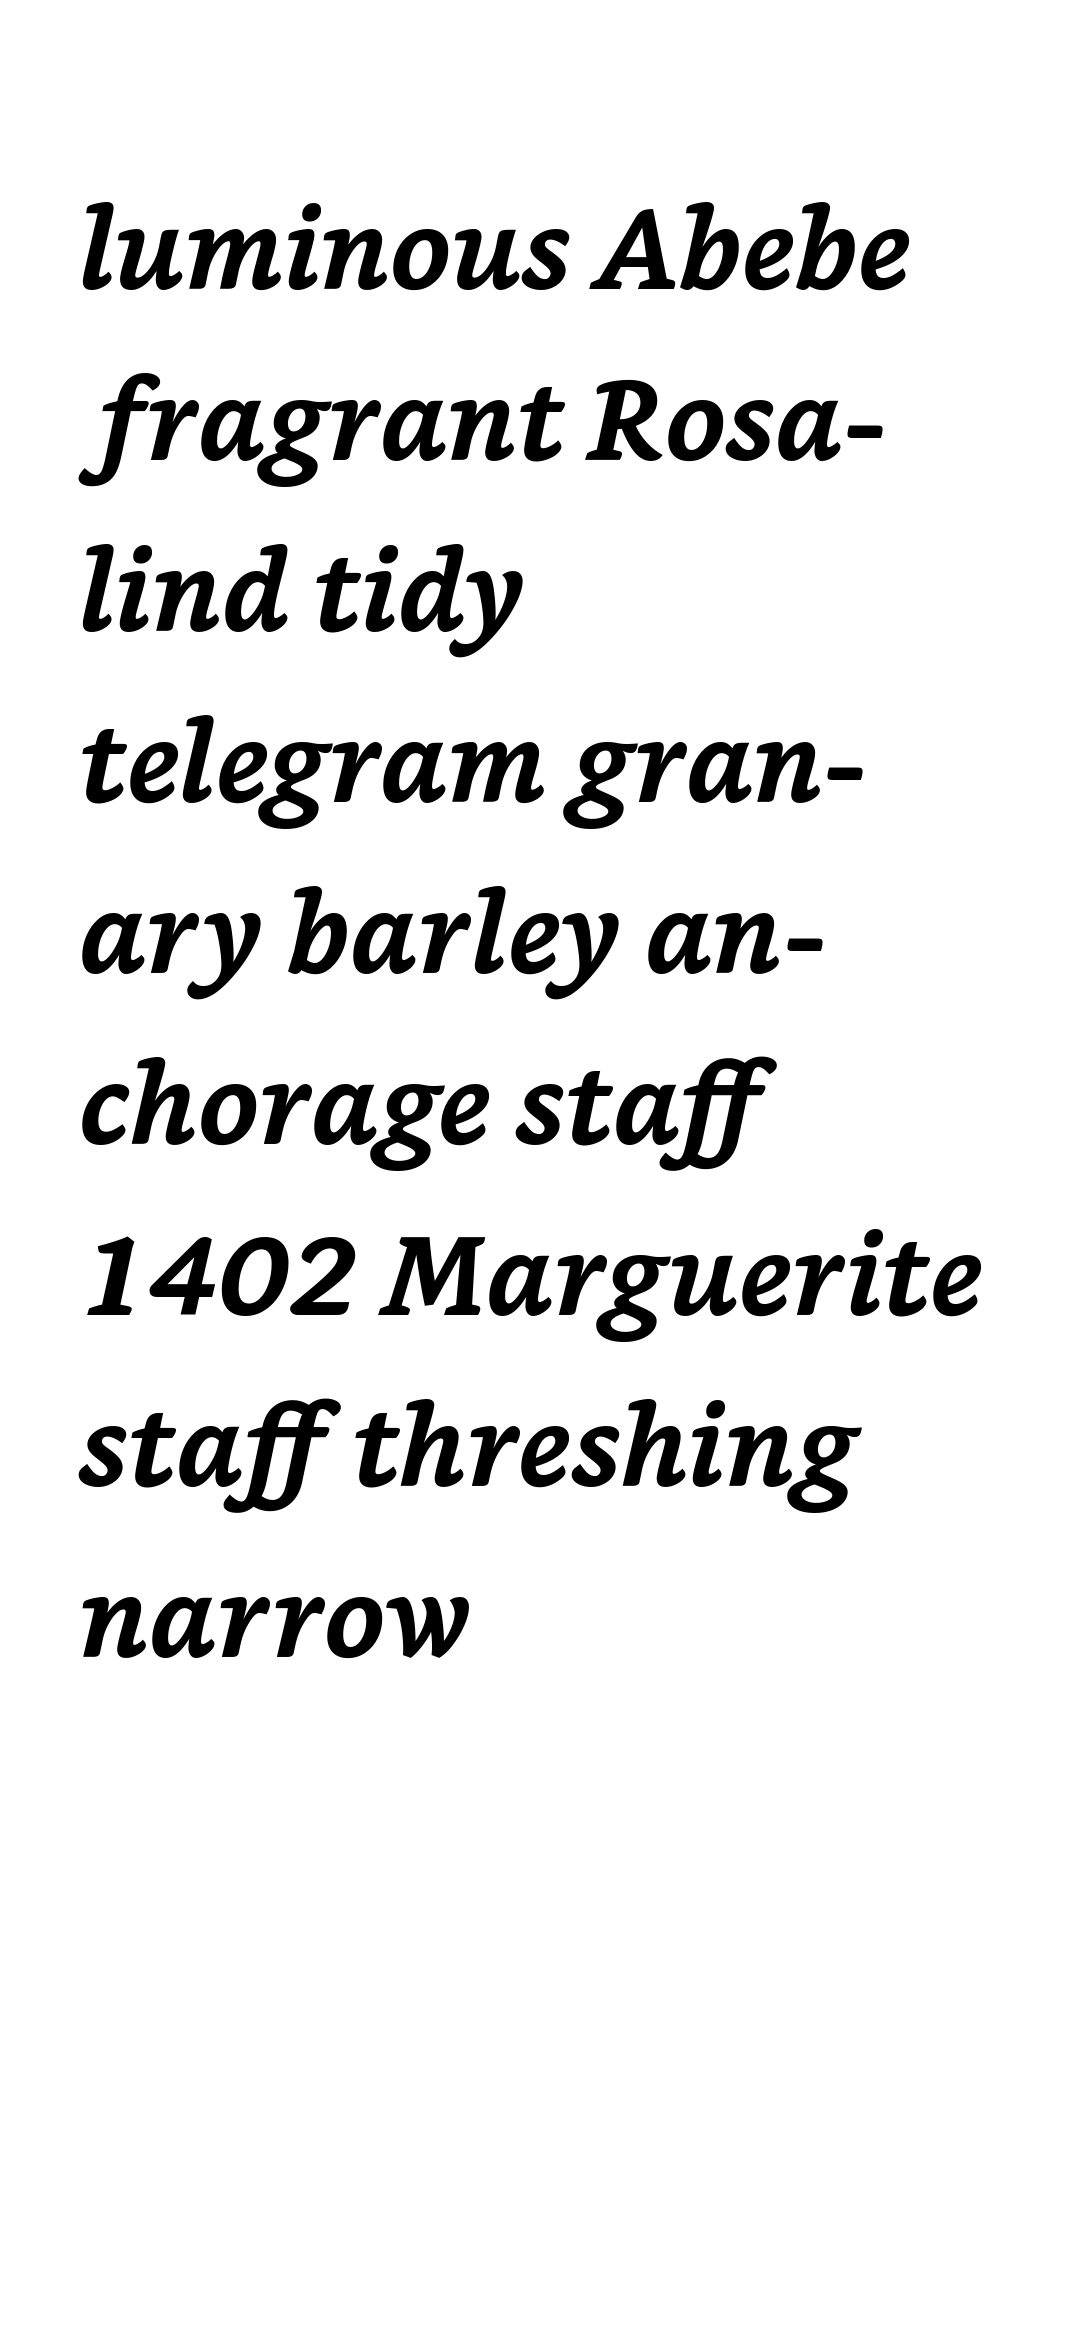 luminous Abebe
fragrant Rosa-
lind tidy
telegram gran-
ary barley an-
chorage staff
1402 Marguerite
staff threshing
narrow